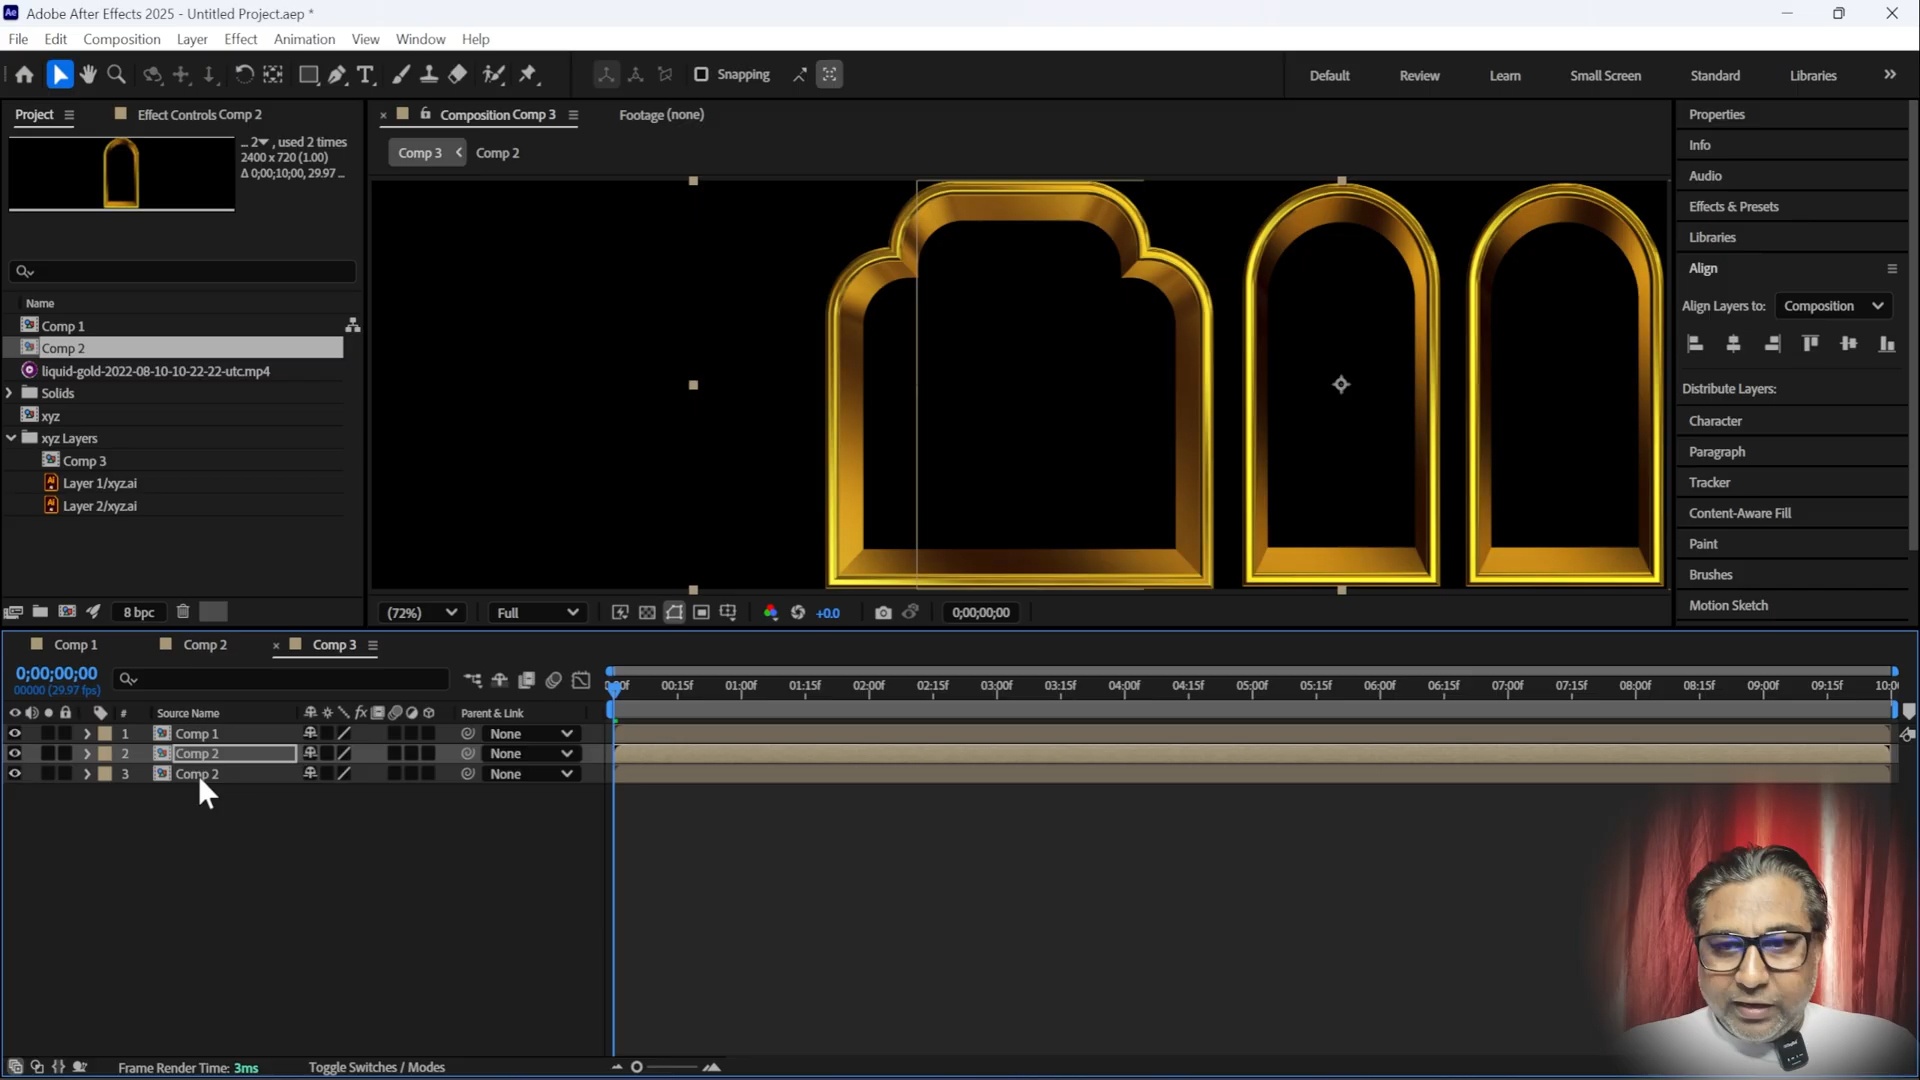 Adobe After Effects 2025 - Untitled Project.aep *
File Edit Composition Layer Effect Animation View Window Help
Snapping
Default Review Learn Small Screen Standard Libraries
Project
Effect Controls Comp 2
Composition Comp 3
Footage (none)
... 2, used 2 times
2400 x 720 (1.00)
Δ 0;00;10;00, 29.97 ...
Comp 3
Comp 2
Name
Comp 1
Comp 2
liquid-gold-2022-08-10-10-22-22-utc.mp4
Solids
xyz
xyz Layers
Comp 3
Layer 1/xyz.ai
Layer 2/xyz.ai
8 bpc
(72%)
Full
+0.0
0;00;00;00
Properties
Info
Audio
Effects & Presets
Libraries
Align
Align Layers to: Composition
Distribute Layers:
Character
Paragraph
Tracker
Content-Aware Fill
Paint
Brushes
Motion Sketch
Comp 1
Comp 2
Comp 3
0;00;00;00
00000 (29.97 fps)
00:15f 01:00f 01:15f 02:00f 02:15f 03:00f 03:15f 04:00f 04:15f 05:00f 05:15f 06:00f 06:15f 07:00f 07:15f 08:00f 08:15f 09:00f 09:15f 10:0
# Source Name
fx
Parent & Link
1 Comp 1 None
2 Comp 2 None
3 Comp 2 None
Frame Render Time: 3ms
Toggle Switches / Modes